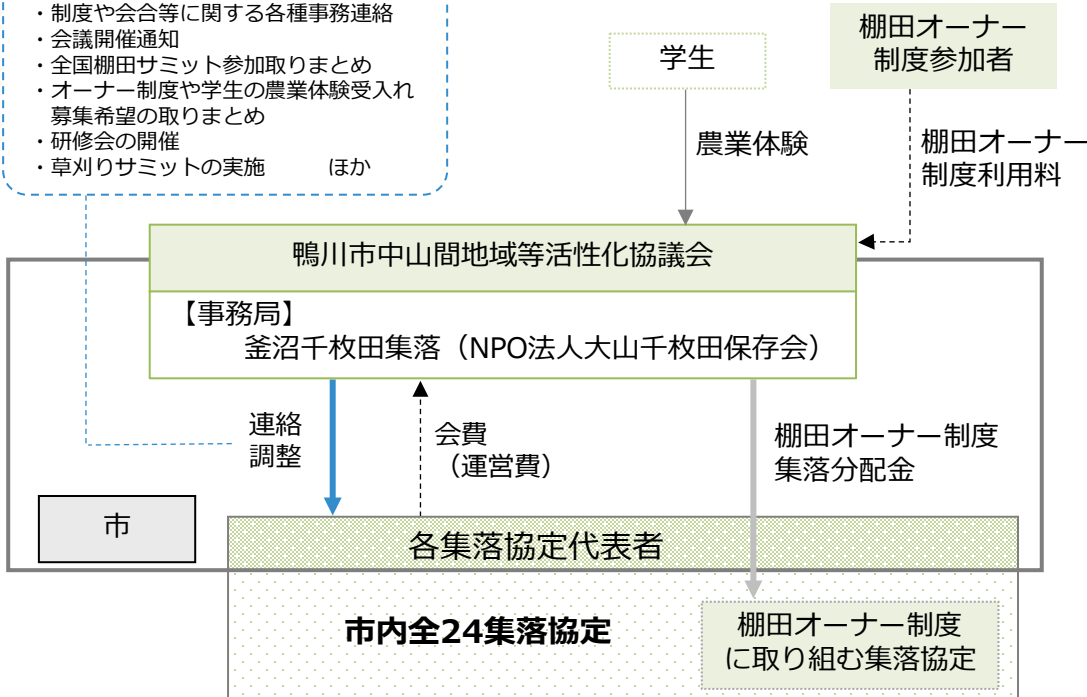 ・制度や会合等に関する各種事務連絡
・会議開催通知
・全国棚田サミット参加取りまとめ
・オーナー制度や学生の農業体験受入れ
募集希望の取りまとめ
・研修会の開催
・草刈りサミットの実施　　　ほか
学生
棚田オーナー
制度参加者
農業体験
棚田オーナー
制度利用料
鴨川市中山間地域等活性化協議会
【事務局】
釜沼千枚田集落（NPO法人大山千枚田保存会）
連絡
調整
会費
（運営費）
棚田オーナー制度
集落分配金
市
各集落協定代表者
市内全24集落協定
棚田オーナー制度
に取り組む集落協定